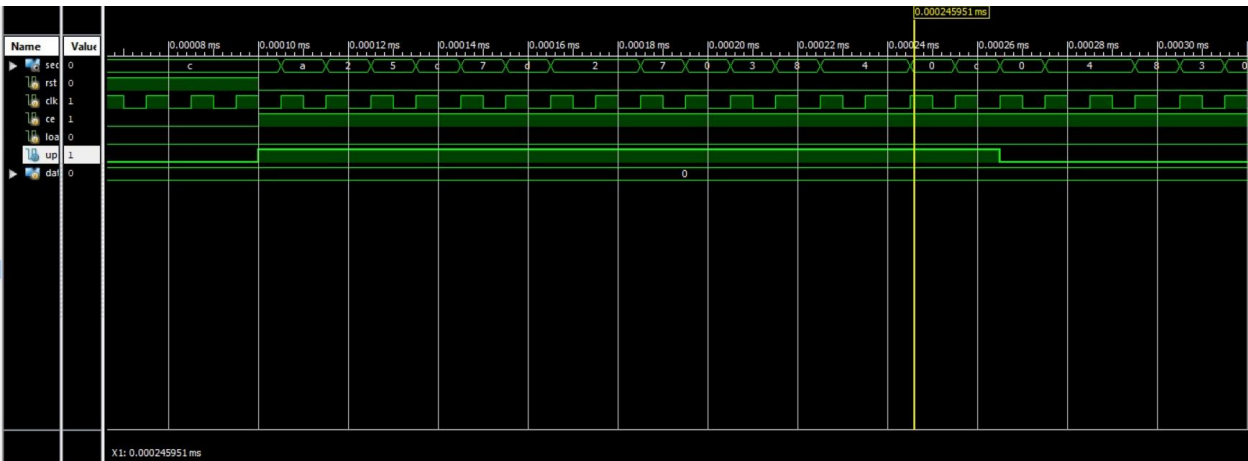 0.000245951 ms
Name Value 0.00008 ms 0.00010 ms 0.00012 ms 0.00014 ms 0.00016 ms 0.00018 ms 0.00020 ms 0.00022 ms 0.00024 ms 0.00026 ms 0.00028 ms 0.00030 ms
sec 0 c a 2 5 c 7 d 2 7 0 3 8 4 0 c 0 4 8 3 0
rst 0
clk 1
ce 1
loa 0
up 1
dat 0 0
X1: 0.000245951 ms